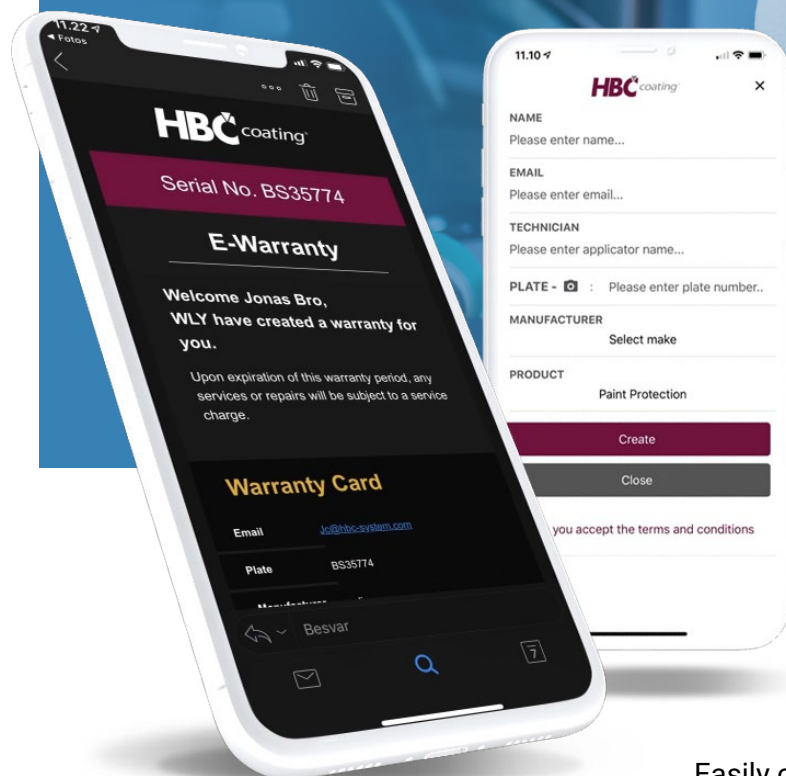 11.22
Fotos
HBC coating
Serial No. BS35774
E-Warranty
Welcome Jonas Bro,
WLY have created a warranty for
you.
Upon expiration of this warranty period, any
services or repairs will be subject to a service
charge.
Warranty Card
Email Jc@hbc-system.com
Plate BS35774
Besvar
7
11.10
HBC coating
NAME
Please enter name...
EMAIL
Please enter email...
TECHNICIAN
Please enter applicator name...
PLATE - : Please enter plate number..
MANUFACTURER
Select make
PRODUCT
Paint Protection
Create
Close
you accept the terms and conditions
Easily